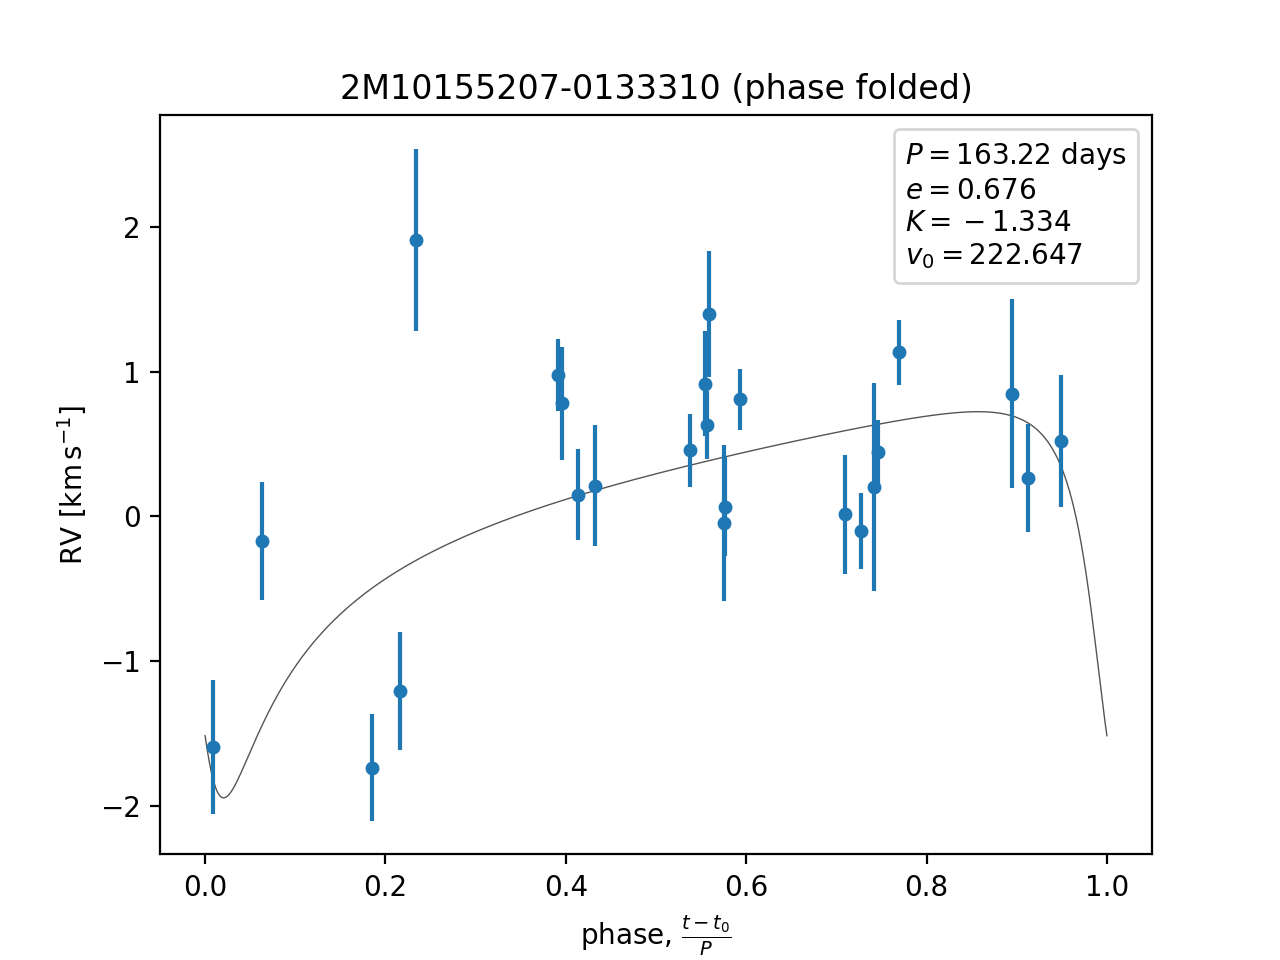 2M10155207-0133310 (phase folded)
P = 163.22 days
e = 0.676
K = −1.334
v₀ = 222.647
RV [km s⁻¹]
2
1
0
−1
−2
0.0 0.2 0.4 0.6 0.8 1.0
phase, (t − t₀)/P